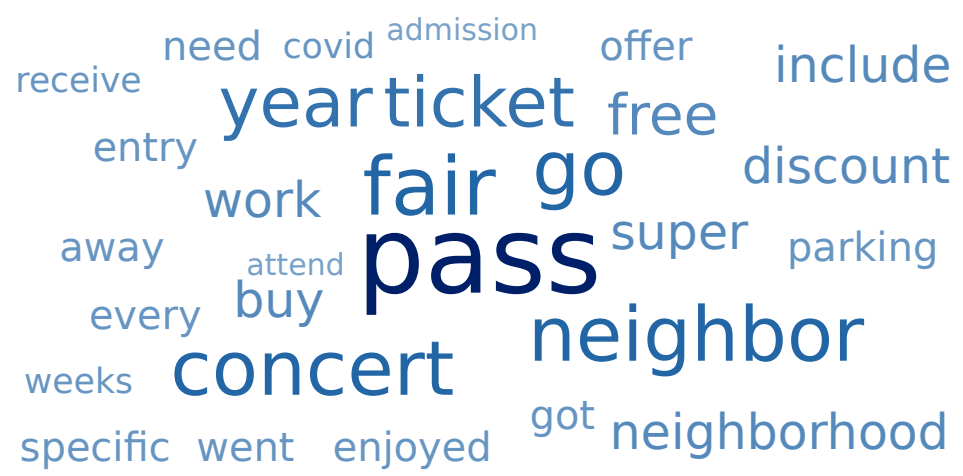 admission
need covid offer
include
receive
year ticket free
entry
go discount
fair
work
super
away pass parking
attend
buy
every neighbor
concert
weeks
got neighborhood
specific went enjoyed